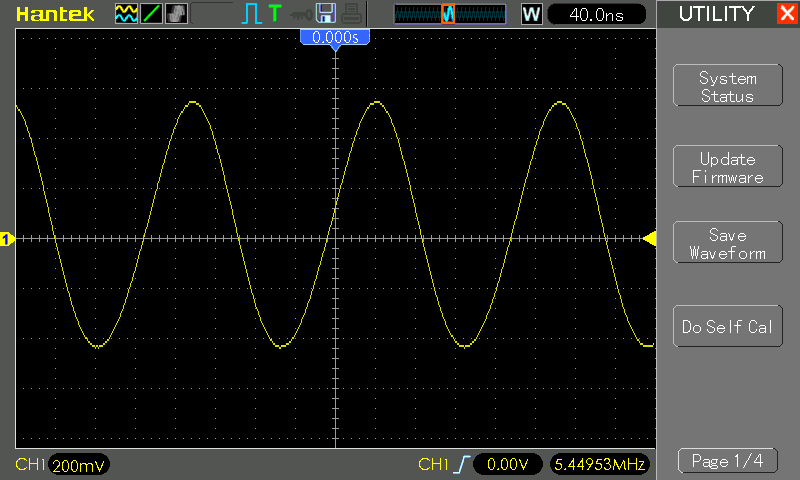 Hantek
T
W
40.0ns
UTILITY
0.000s
System
Status
Update
Firmware
1
Save
Waveform
Do Self Cal
CH1 200mV
CH1 0.00V 5.44953MHz
Page 1/4